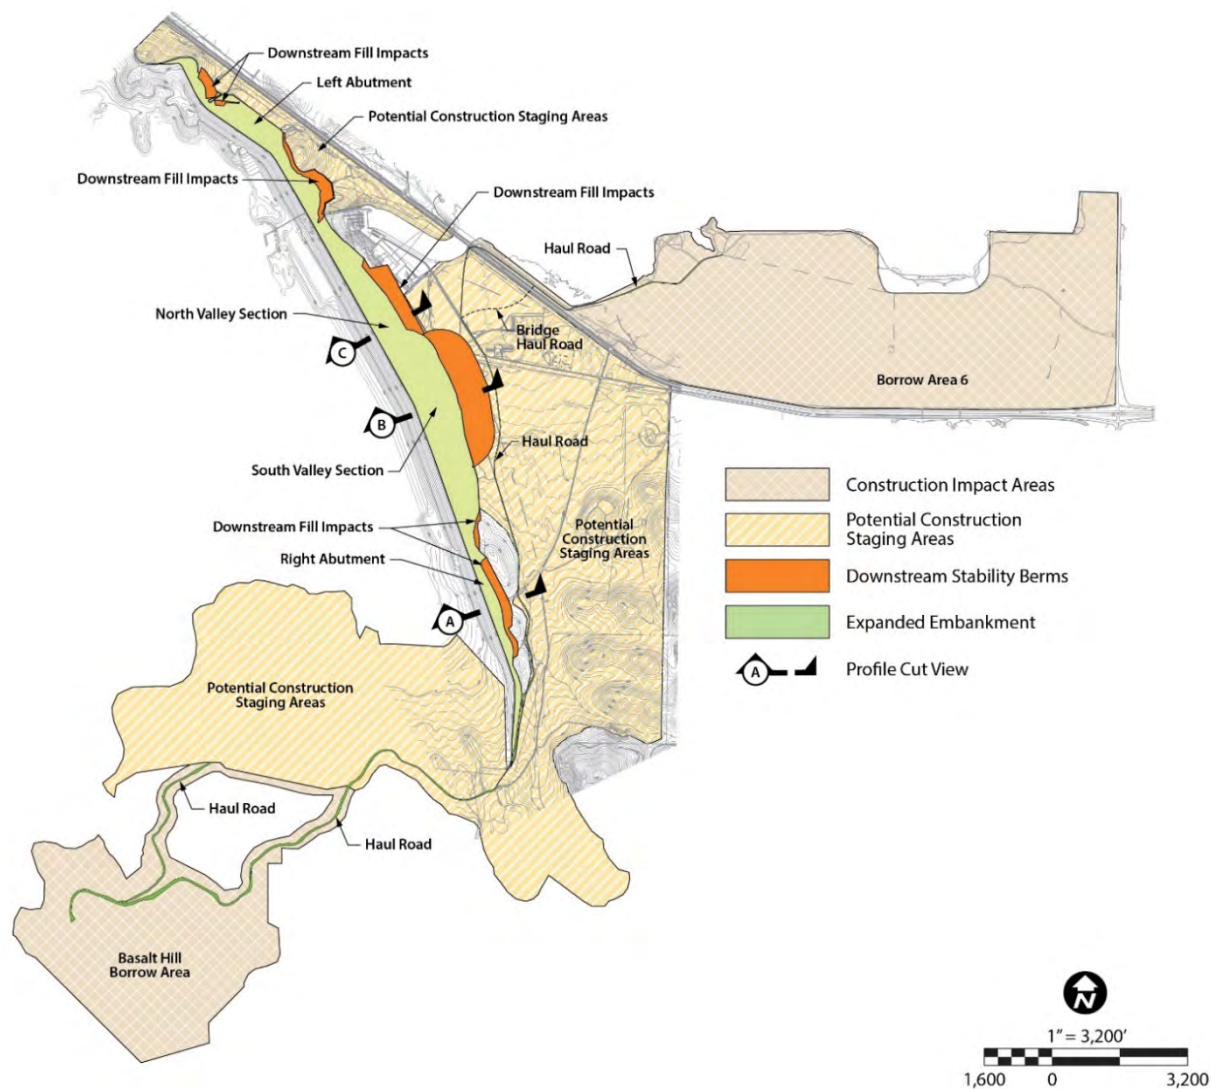 Downstream Fill Impacts
Left Abutment
Potential Construction Staging Areas
Downstream Fill Impacts
Downstream Fill Impacts
Haul Road
North Valley Section
Bridge
Haul Road
C
Borrow Area 6
B
Haul Road
South Valley Section
Construction Impact Areas
Downstream Fill Impacts
Potential
Construction
Staging Areas
Potential Construction
Staging Areas
Right Abutment
Downstream Stability Berms
A
Expanded Embankment
A
Profile Cut View
Potential Construction
Staging Areas
Haul Road
Haul Road
Basalt Hill
Borrow Area
N
1" = 3,200'
1,600 0 3,200